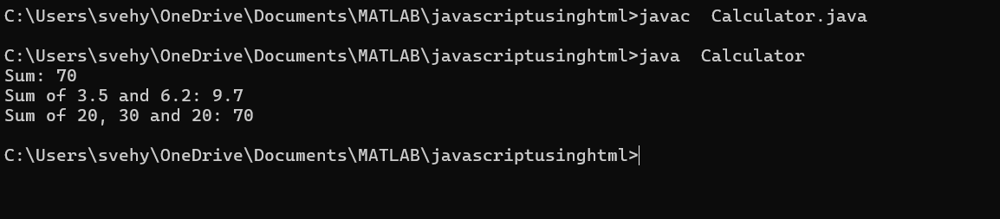 C:\Users\svehy\OneDrive\Documents\MATLAB\javascriptusinghtml>javac  Calculator.java
C:\Users\svehy\OneDrive\Documents\MATLAB\javascriptusinghtml>java  Calculator
Sum: 70
Sum of 3.5 and 6.2: 9.7
Sum of 20, 30 and 20: 70
C:\Users\svehy\OneDrive\Documents\MATLAB\javascriptusinghtml>